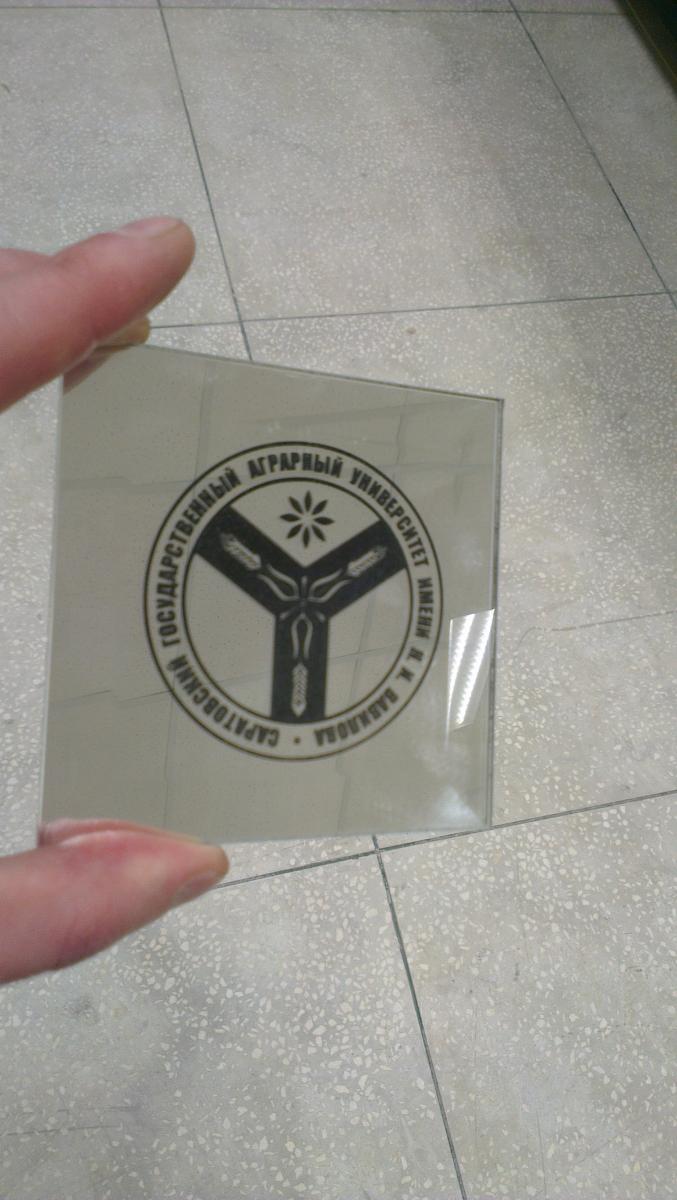 САРАТОВСКИЙ ГОСУДАРСТВЕННЫЙ АГРАРНЫЙ УНИВЕРСИТЕТ ИМЕНИ Н. И. ВАВИЛОВА •